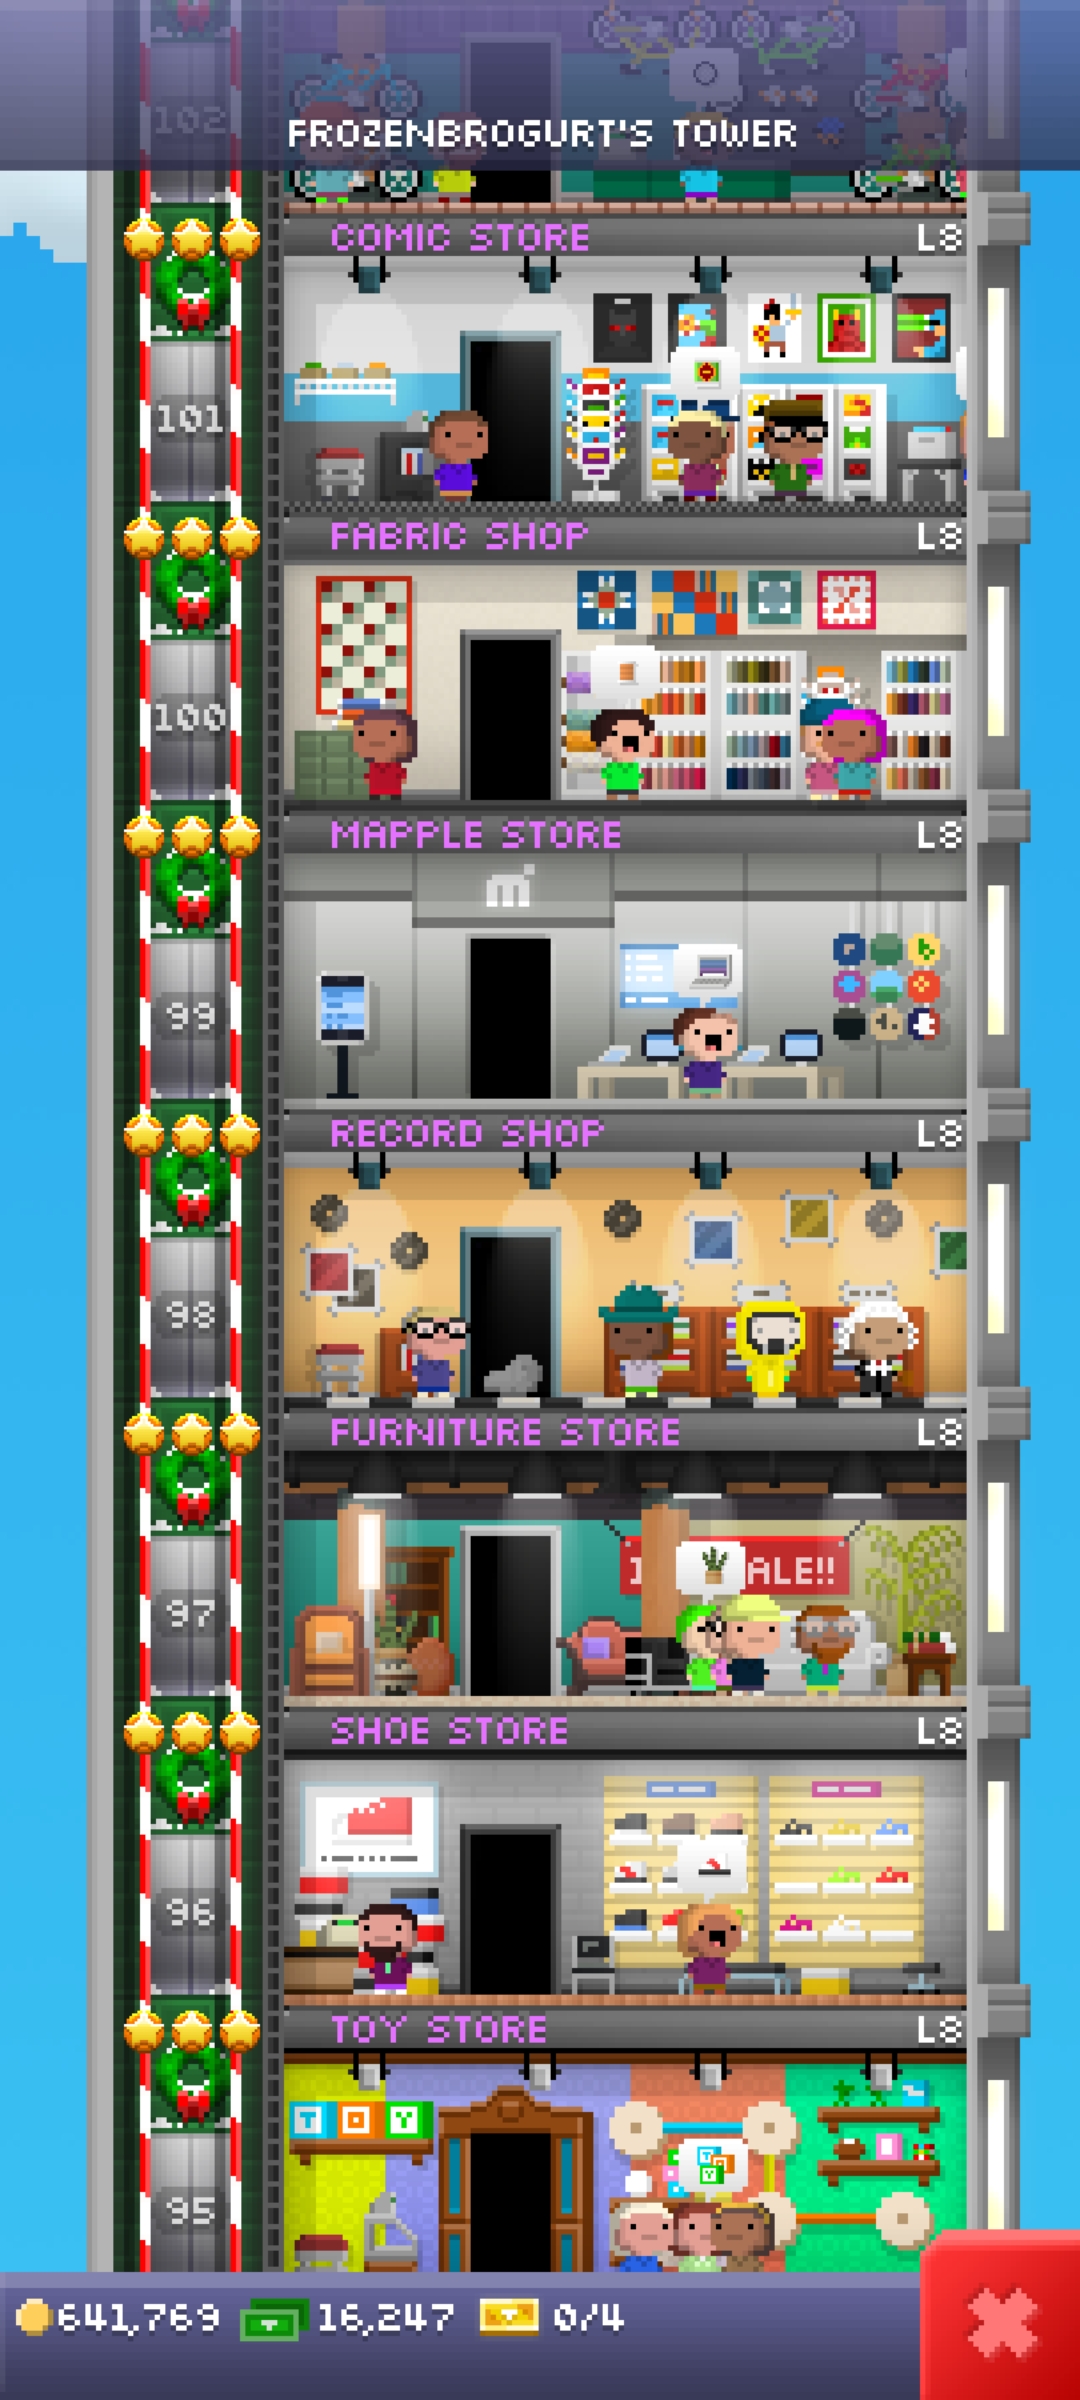 102
FROZENBROGURT'S TOWER
COMIC STORE L8
101
FABRIC SHOP L8
100
MAPPLE STORE L8
m
99
RECORD SHOP L8
98
FURNITURE STORE L8
ALE!!
97
SHOE STORE L8
96
TOY STORE L8
TOY
95
641,769 16,247 0/4